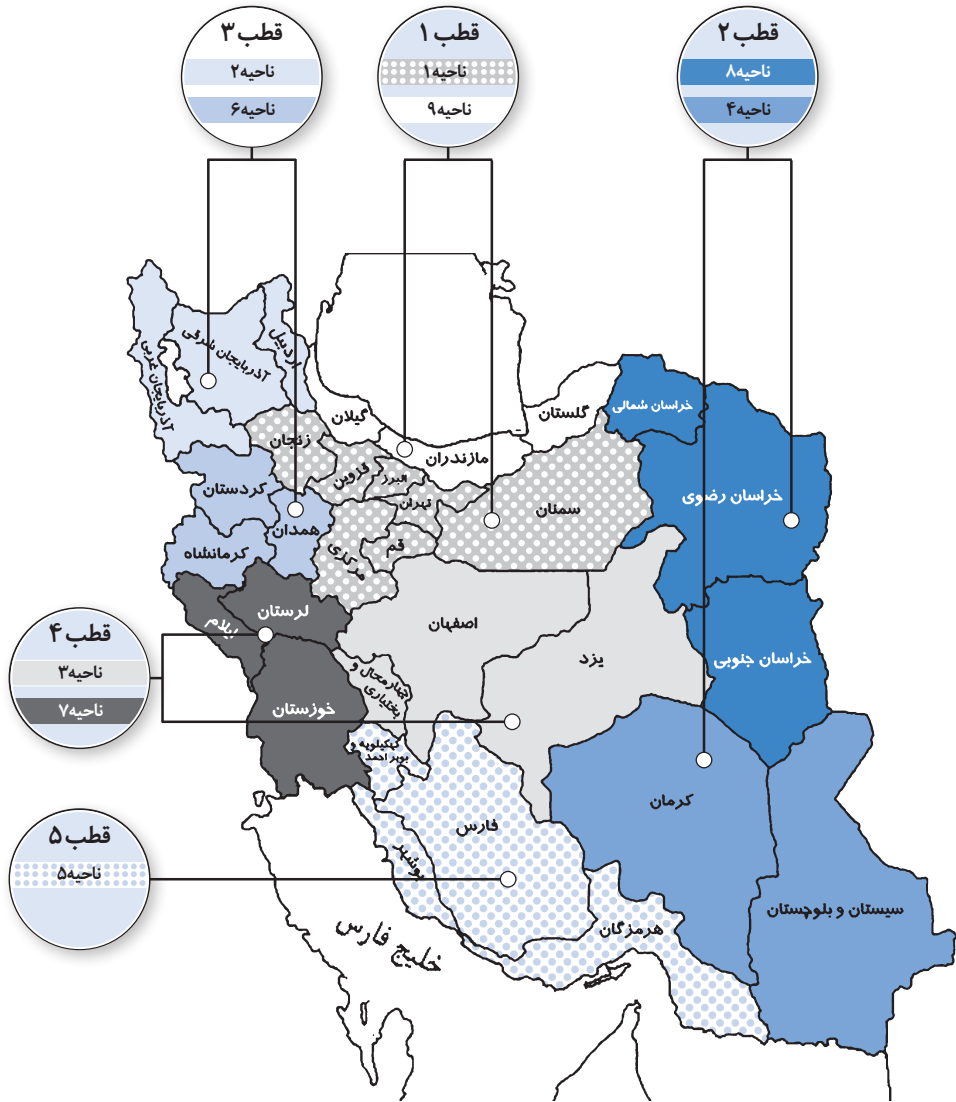 قطب ۲
ناحیه۸
ناحیه۴
قطب ۱
ناحیه۱
ناحیه۹
قطب ۳
ناحیه۲
ناحیه۶
اردبیل
آذربایجان شرقی
آذربایجان غربی
گیلان
گلستان
خراسان شمالی
زنجان
مازندران
قزوین
البرز
تهران
سمنان
خراسان رضوی
کردستان
همدان
قم
مرکزی
کرمانشاه
لرستان
ایلام
اصفهان
یزد
خراسان جنوبی
قطب ۴
ناحیه۳
ناحیه۷
چهارمحال و
بختیاری
خوزستان
کهکیلویه و
بویر احمد
کرمان
فارس
بوشهر
قطب ۵
ناحیه۵
سیستان و بلوچستان
هرمزگان
خلیج فارس